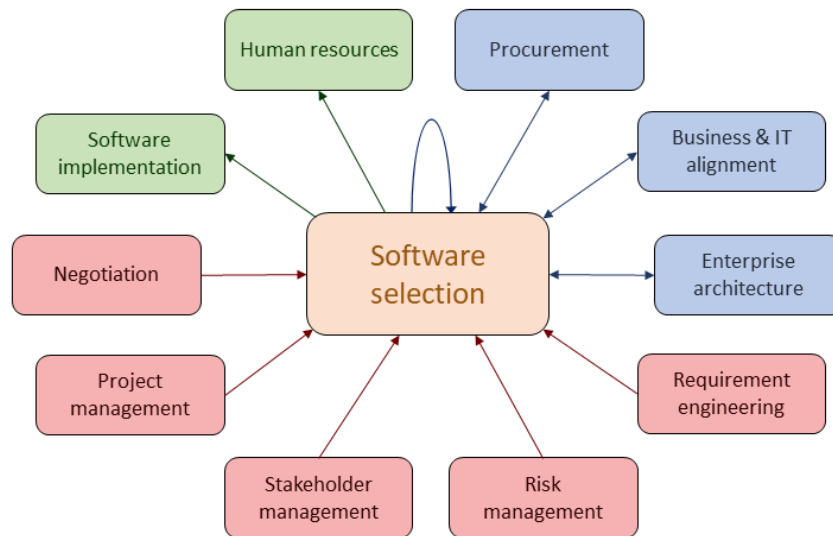 Human resources
Procurement
Software
implementation
Business & IT
alignment
Software
selection
Negotiation
Enterprise
architecture
Project
management
Requirement
engineering
Stakeholder
management
Risk
management